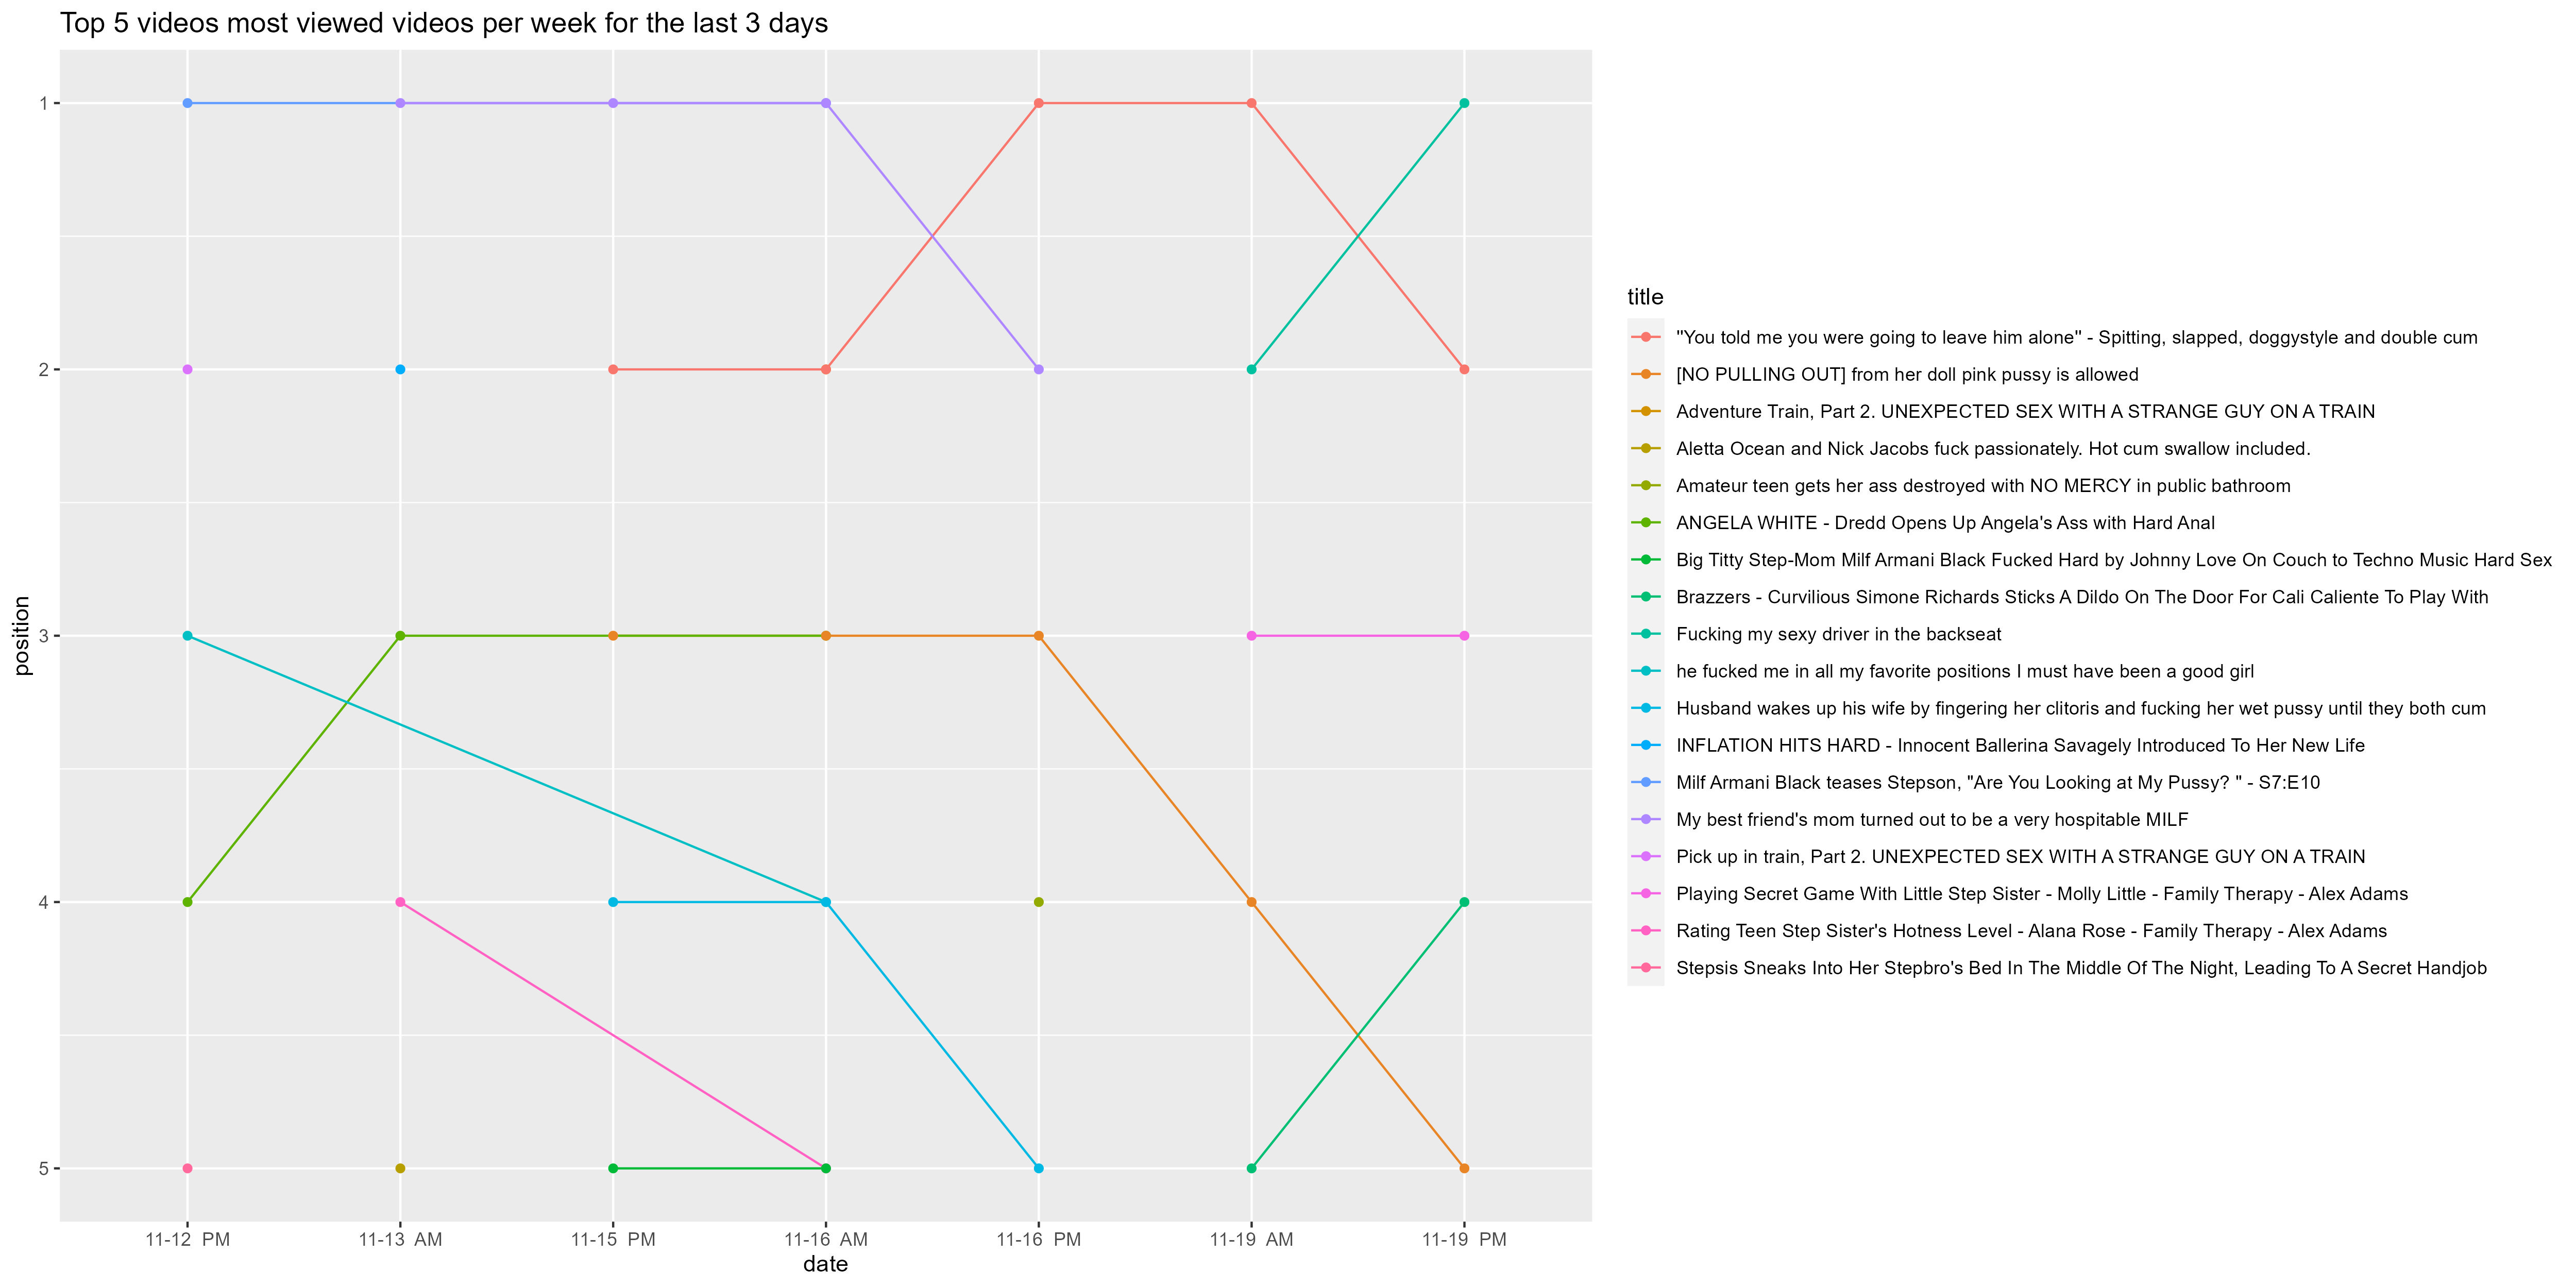 Top 5 videos most viewed videos per week for the last 3 days
position
1
2
3
4
5
11-12 PM
11-13 AM
11-15 PM
11-16 AM
11-16 PM
11-19 AM
11-19 PM
date
title
"You told me you were going to leave him alone" - Spitting, slapped, doggystyle and double cum
[NO PULLING OUT] from her doll pink pussy is allowed
Adventure Train, Part 2. UNEXPECTED SEX WITH A STRANGE GUY ON A TRAIN
Aletta Ocean and Nick Jacobs fuck passionately. Hot cum swallow included.
Amateur teen gets her ass destroyed with NO MERCY in public bathroom
ANGELA WHITE - Dredd Opens Up Angela's Ass with Hard Anal
Big Titty Step-Mom Milf Armani Black Fucked Hard by Johnny Love On Couch to Techno Music Hard Sex
Brazzers - Curvilious Simone Richards Sticks A Dildo On The Door For Cali Caliente To Play With
Fucking my sexy driver in the backseat
he fucked me in all my favorite positions I must have been a good girl
Husband wakes up his wife by fingering her clitoris and fucking her wet pussy until they both cum
INFLATION HITS HARD - Innocent Ballerina Savagely Introduced To Her New Life
Milf Armani Black teases Stepson, "Are You Looking at My Pussy? " - S7:E10
My best friend's mom turned out to be a very hospitable MILF
Pick up in train, Part 2. UNEXPECTED SEX WITH A STRANGE GUY ON A TRAIN
Playing Secret Game With Little Step Sister - Molly Little - Family Therapy - Alex Adams
Rating Teen Step Sister's Hotness Level - Alana Rose - Family Therapy - Alex Adams
Stepsis Sneaks Into Her Stepbro's Bed In The Middle Of The Night, Leading To A Secret Handjob